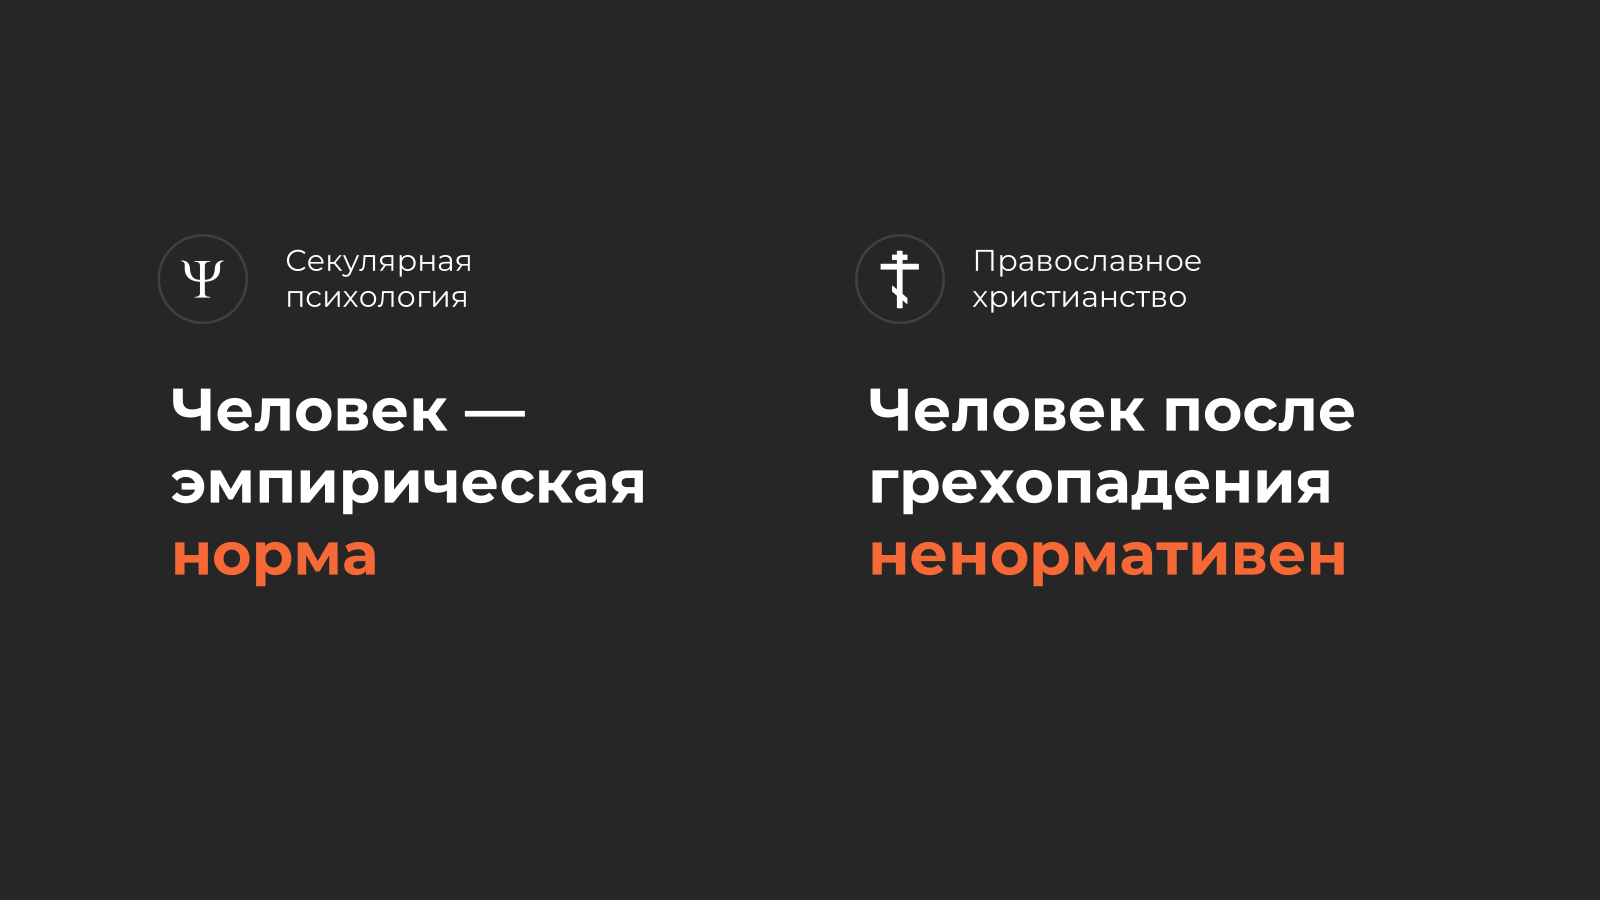 Ψ
Секулярная
психология
Человек —
эмпирическая
норма
Православное
христианство
Человек после
грехопадения
ненормативен